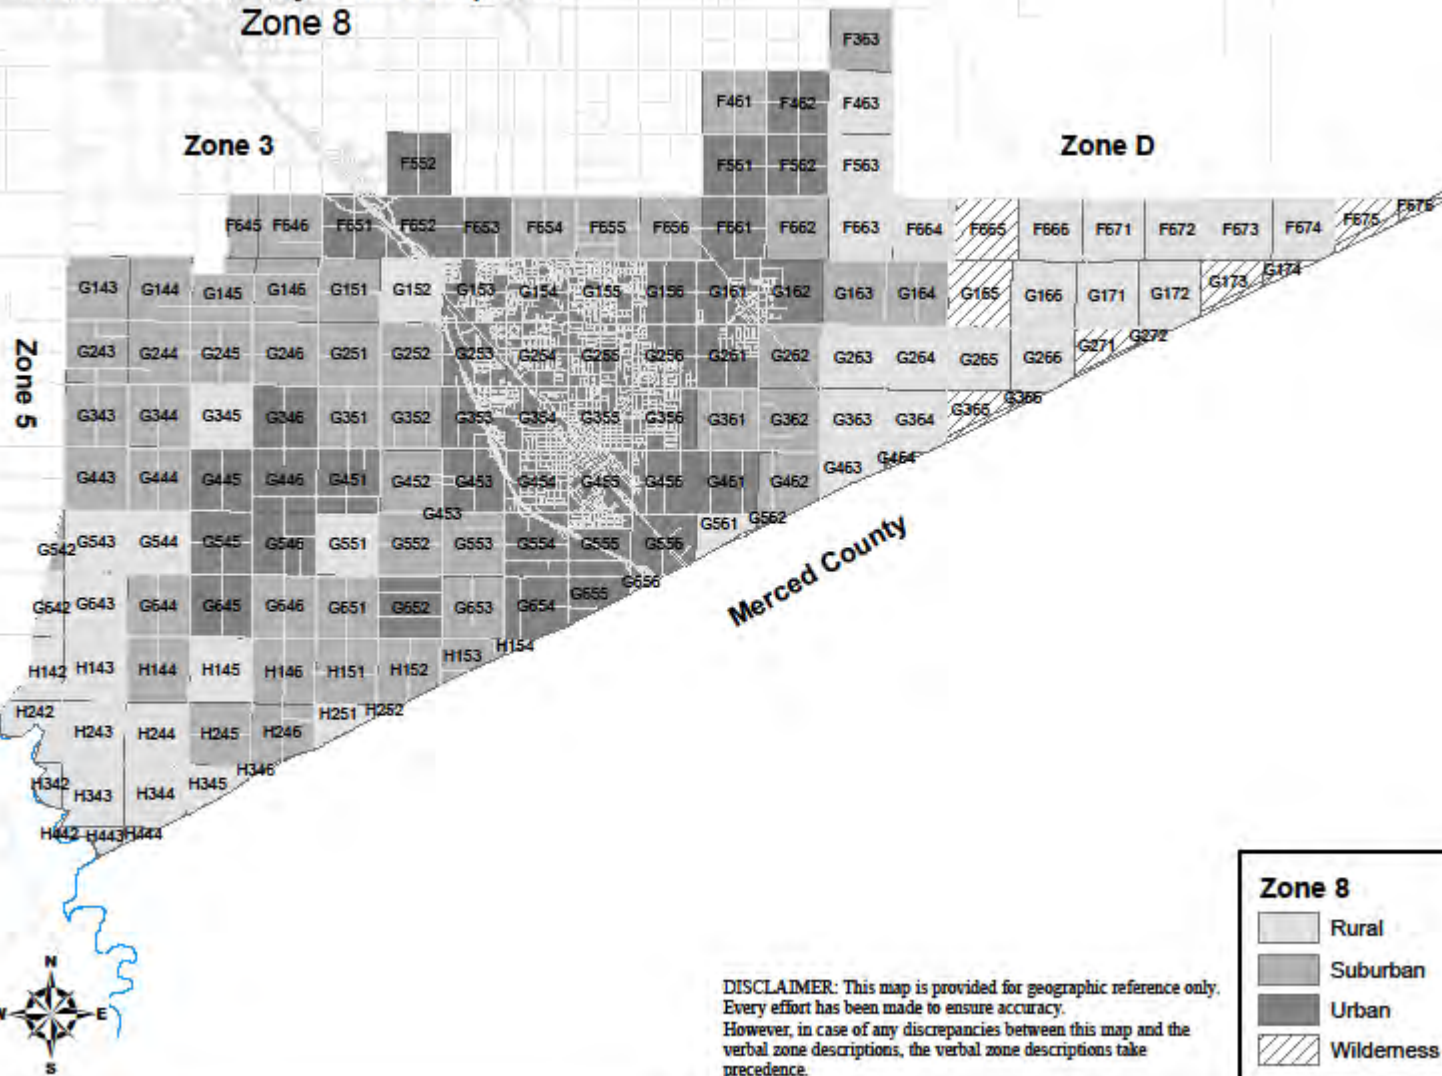 Zone 8
F363
F461 F462 F463
Zone 3
Zone D
F552
F561 F562 F563
F645 F646 F651 F652 F653 F654 F655 F656 F661 F662 F663 F664 F665 F666 F671 F672 F673 F674 F675 F676
G143 G144 G145 G146 G151 G152 G153 G154 G155 G156 G161 G162 G163 G164 G165 G166 G171 G172 G173 G174
Zone 5
G243 G244 G245 G246 G251 G252 G253 G254 G255 G256 G261 G262 G263 G264 G265 G266 G271 G272
G343 G344 G345 G246 G351 G352 G353 G354 G355 G356 G361 G362 G363 G364 G365 G366
G443 G444 G445 G446 G451 G452 G453 G454 G455 G456 G461 G462 G463 G464
G453
G542 G543 G544 G545 G546 G551 G552 G553 G554 G555 G556 G561 G562
Merced County
G642 G643 G644 G645 G646 G651 G652 G653 G654 G655 G656
H142 H143 H144 H145 H146 H151 H152 H153 H154
H242 H243 H244 H245 H246 H251 H252
H342 H343 H344 H345 H346
H442 H443 H444
N
W E
S
DISCLAIMER: This map is provided for geographic reference only.
Every effort has been made to ensure accuracy.
However, in case of any discrepancies between this map and the
verbal zone descriptions, the verbal zone descriptions take
precedence.
Zone 8
Rural
Suburban
Urban
Wilderness